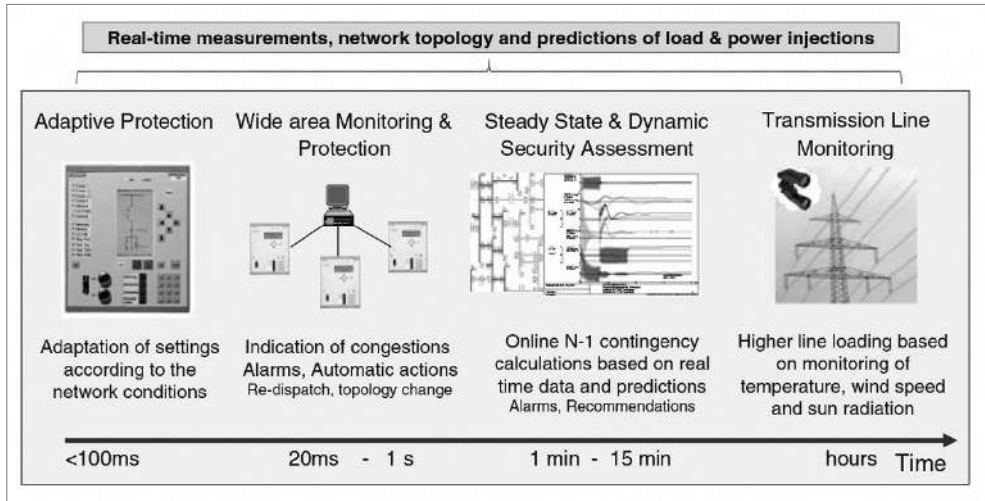 Real-time measurements, network topology and predictions of load & power injections
Adaptive Protection
Wide area Monitoring &
Protection
Steady State & Dynamic
Security Assessment
Transmission Line
Monitoring
Adaptation of settings
according to the
network conditions
Indication of congestions
Alarms, Automatic actions
Re-dispatch, topology change
Online N-1 contingency
calculations based on real
time data and predictions
Alarms, Recommendations
Higher line loading based
on monitoring of
temperature, wind speed
and sun radiation
<100ms
20ms - 1 s
1 min - 15 min
hours
Time